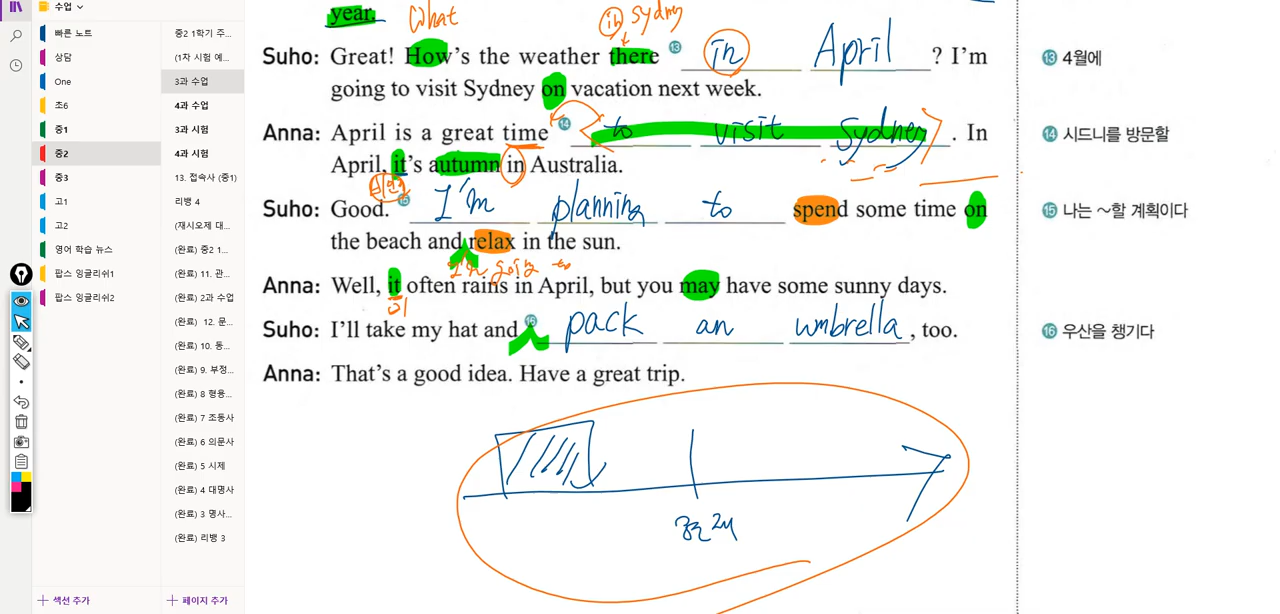 수업
빠른 노트
상담
One
초6
중1
중2
중3
고1
고2
영어 학습 뉴스
팝스 잉글리쉬1
팝스 잉글리쉬2
섹션 추가
중2 1학기 주...
(1차 시험 예...
3과 수업
4과 수업
3과 시험
4과 시험
13. 접속사 (중1)
리벵 4
(재시오제 대...
(완료) 중2 1...
(완료) 11. 관...
(완료) 2과 수업
(완료) 12. 문...
(완료) 10. 동...
(완료) 9. 부정...
(완료) 8 형용...
(완료) 7 조동사
(완료) 6 의문사
(완료) 5 시제
(완료) 4 대명사
(완료) 3 명사...
(완료) 리벵 3
페이지 추가
year. What in sydney
Suho: Great! How's the weather there ⑬ in April ? I'm
going to visit Sydney on vacation next week.
Anna: April is a great time ⑭ to visit Sydney . In
April, it's autumn in Australia.
Suho: Good. ⑮ I'm planning to spend some time on
the beach and relax in the sun.
I'm going to
Anna: Well, it often rains in April, but you may have some sunny days.
Suho: I'll take my hat and ⑯ pack an umbrella, too.
Anna: That's a good idea. Have a great trip.
⑬ 4월에
⑭ 시드니를 방문할
⑮ 나는 ~할 계획이다
⑯ 우산을 챙기다